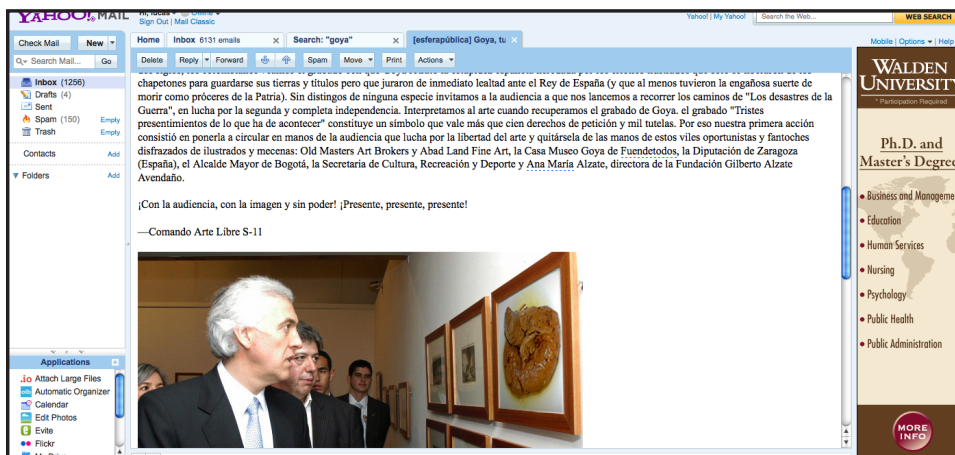 YAHOO! MAIL
Hi, lucas
Sign Out | Mail Classic
Yahoo! | My Yahoo!
Search the Web...
WEB SEARCH
Check Mail
New
Search Mail...
Go
Inbox (1256)
Drafts (4)
Sent
Spam (150)
Empty
Trash
Empty
Contacts
Add
Folders
Add
Applications
.io Attach Large Files
Automatic Organizer
Calendar
Edit Photos
Evite
Flickr
Home
Inbox 6131 emails
Search: "goya"
[esferapública] Goya, tu
Mobile | Options | Help
Delete
Reply
Forward
Spam
Move
Print
Actions
chapetones para guardarse sus tierras y títulos pero que juraron de inmediato lealtad ante el Rey de España (y que al menos tuvieron la engañosa suerte de
morir como próceres de la Patria). Sin distingos de ninguna especie invitamos a la audiencia a que nos lancemos a recorrer los caminos de "Los desastres de la
Guerra", en lucha por la segunda y completa independencia. Interpretamos al arte cuando recuperamos el grabado de Goya. el grabado "Tristes
presentimientos de lo que ha de acontecer" constituye un símbolo que vale más que cien derechos de petición y mil tutelas. Por eso nuestra primera acción
consistió en ponerla a circular en manos de la audiencia que lucha por la libertad del arte y quitársela de las manos de estos viles oportunistas y fantoches
disfrazados de ilustrados y mecenas: Old Masters Art Brokers y Abad Land Fine Art, la Casa Museo Goya de Fuendetodos, la Diputación de Zaragoza
(España), el Alcalde Mayor de Bogotá, la Secretaria de Cultura, Recreación y Deporte y Ana María Alzate, directora de la Fundación Gilberto Alzate
Avendaño.
¡Con la audiencia, con la imagen y sin poder! ¡Presente, presente, presente!
—Comando Arte Libre S-11
WALDEN
UNIVERSITY
* Participation Required
Ph.D. and
Master's Degree
Business and Manageme
Education
Human Services
Nursing
Psychology
Public Health
Public Administration
MORE
INFO